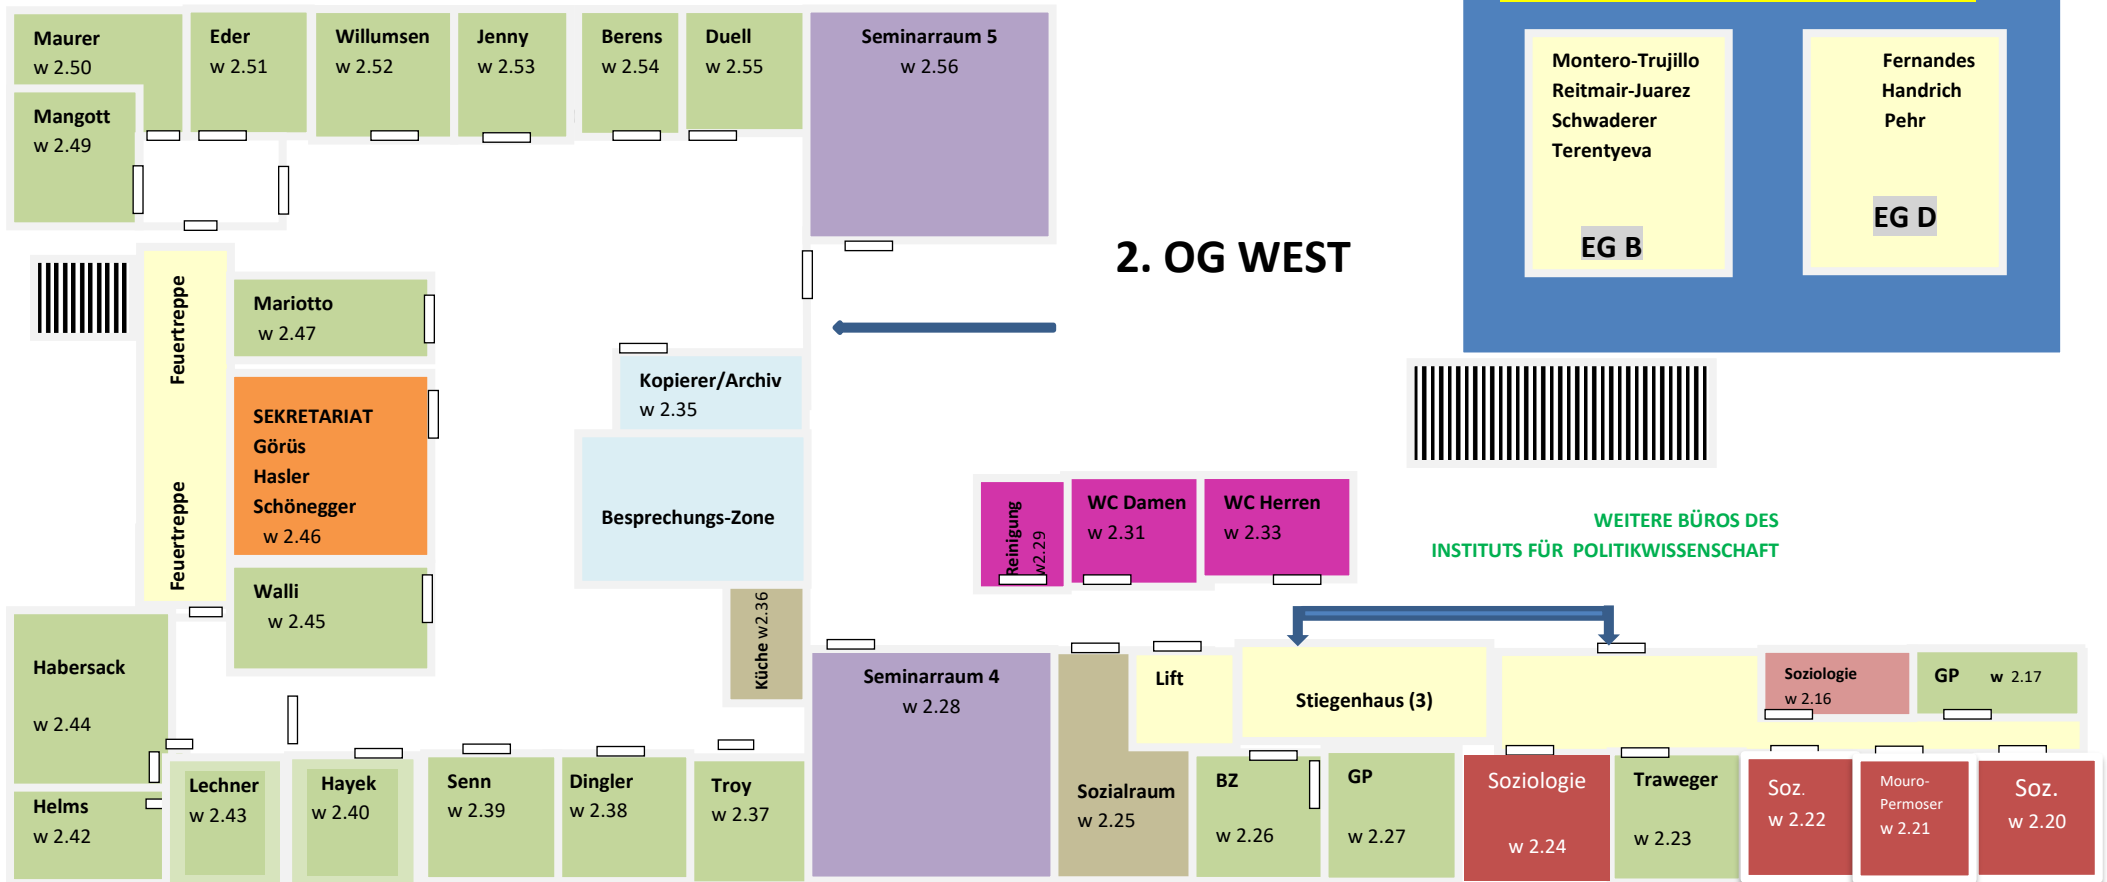 Maurer
w 2.50
Eder
w 2.51
Willumsen
w 2.52
Jenny
w 2.53
Berens
w 2.54
Duell
w 2.55
Seminarraum 5
w 2.56
Mangott
w 2.49
Montero-Trujillo
Reitmair-Juarez
Schwaderer
Terentyeva
EG B
Fernandes
Handrich
Pehr
EG D
2. OG WEST
Feuertreppe
Feuertreppe
Mariotto
w 2.47
SEKRETARIAT
Görüs
Hasler
Schönegger
w 2.46
Walli
w 2.45
Kopierer/Archiv
w 2.35
Besprechungs-Zone
Küche w2.36
Reinigung
w2.29
WC Damen
w 2.31
WC Herren
w 2.33
WEITERE BÜROS DES
INSTITUTS FÜR POLITIKWISSENSCHAFT
Habersack
w 2.44
Helms
w 2.42
Lechner
w 2.43
Hayek
w 2.40
Senn
w 2.39
Dingler
w 2.38
Troy
w 2.37
Seminarraum 4
w 2.28
Sozialraum
w 2.25
Lift
Stiegenhaus (3)
BZ
w 2.26
GP
w 2.27
Soziologie
w 2.16
GP w 2.17
Soziologie
w 2.24
Traweger
w 2.23
Soz.
w 2.22
Mouro-
Permoser
w 2.21
Soz.
w 2.20